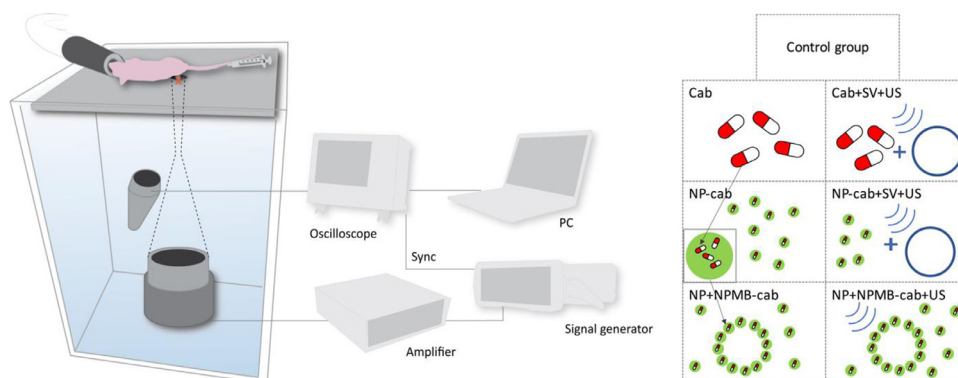 Oscilloscope
PC
Sync
Signal generator
Amplifier
Control group
Cab
Cab+SV+US
NP-cab
NP-cab+SV+US
NP+NPMB-cab
NP+NPMB-cab+US